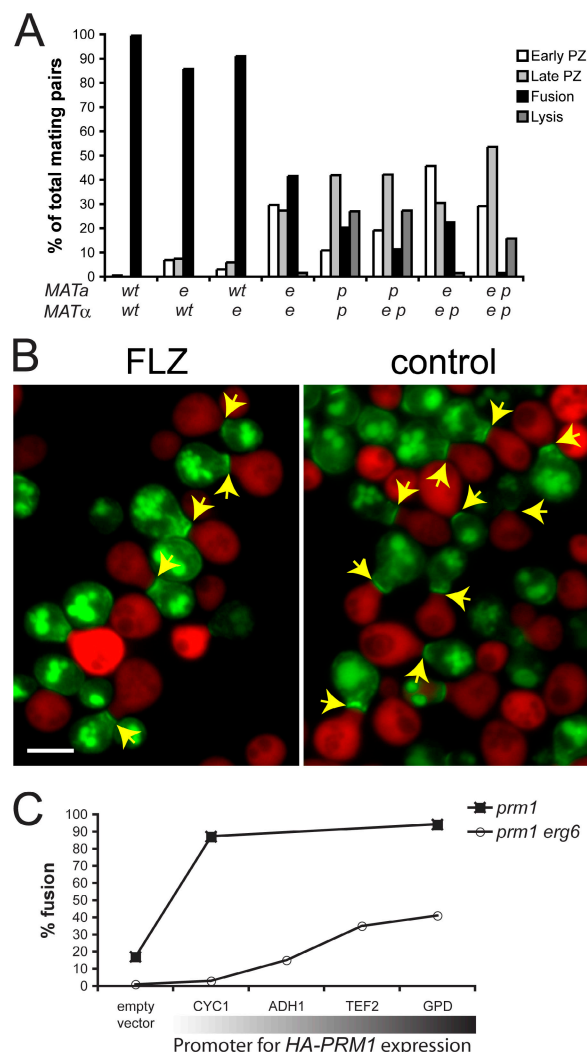 A
% of total mating pairs
100
90
80
70
60
50
40
30
20
10
0
Early PZ
Late PZ
Fusion
Lysis
MATa wt e wt e p p e e p
MATα wt wt e e p e p e p e p
B
FLZ control
C
% fusion
100
90
80
70
60
50
40
30
20
10
0
prm1
prm1 erg6
empty vector CYC1 ADH1 TEF2 GPD
Promoter for HA-PRM1 expression